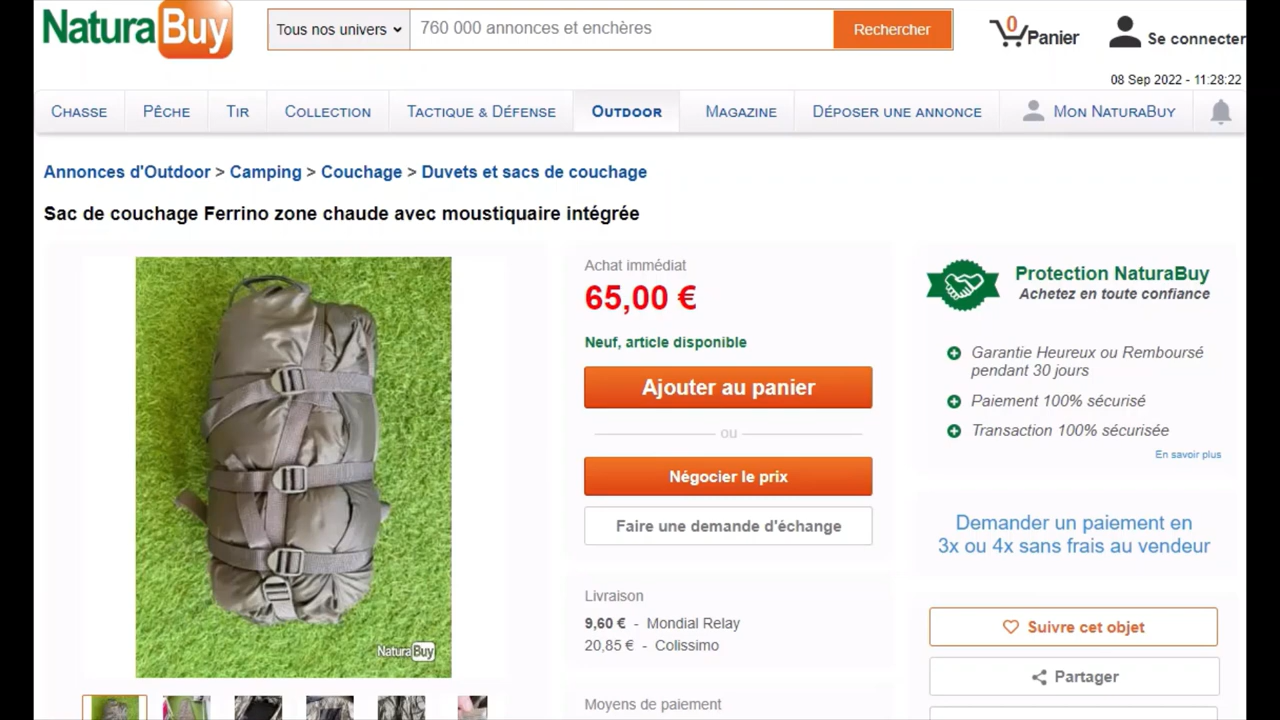 NaturaBuy
Tous nos univers
760 000 annonces et enchères
Rechercher
0
Panier
Se connecter
08 Sep 2022 - 11:28:22
CHASSE
PÊCHE
TIR
COLLECTION
TACTIQUE & DÉFENSE
OUTDOOR
MAGAZINE
DÉPOSER UNE ANNONCE
MON NATURABUY
Annonces d'Outdoor > Camping > Couchage > Duvets et sacs de couchage
Sac de couchage Ferrino zone chaude avec moustiquaire intégrée
NaturaBuy
Achat immédiat
65,00 €
Neuf, article disponible
Ajouter au panier
ou
Négocier le prix
Faire une demande d'échange
Livraison
9,60 € - Mondial Relay
20,85 € - Colissimo
Moyens de paiement
Protection NaturaBuy
Achetez en toute confiance
Garantie Heureux ou Remboursé
pendant 30 jours
Paiement 100% sécurisé
Transaction 100% sécurisée
En savoir plus
Demander un paiement en
3x ou 4x sans frais au vendeur
Suivre cet objet
Partager